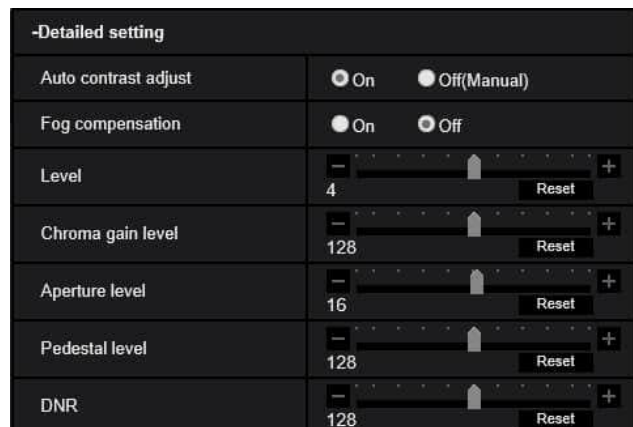 -Detailed setting
Auto contrast adjust On Off(Manual)
Fog compensation On Off
Level − + 4 Reset
Chroma gain level − + 128 Reset
Aperture level − + 16 Reset
Pedestal level − + 128 Reset
DNR − + 128 Reset